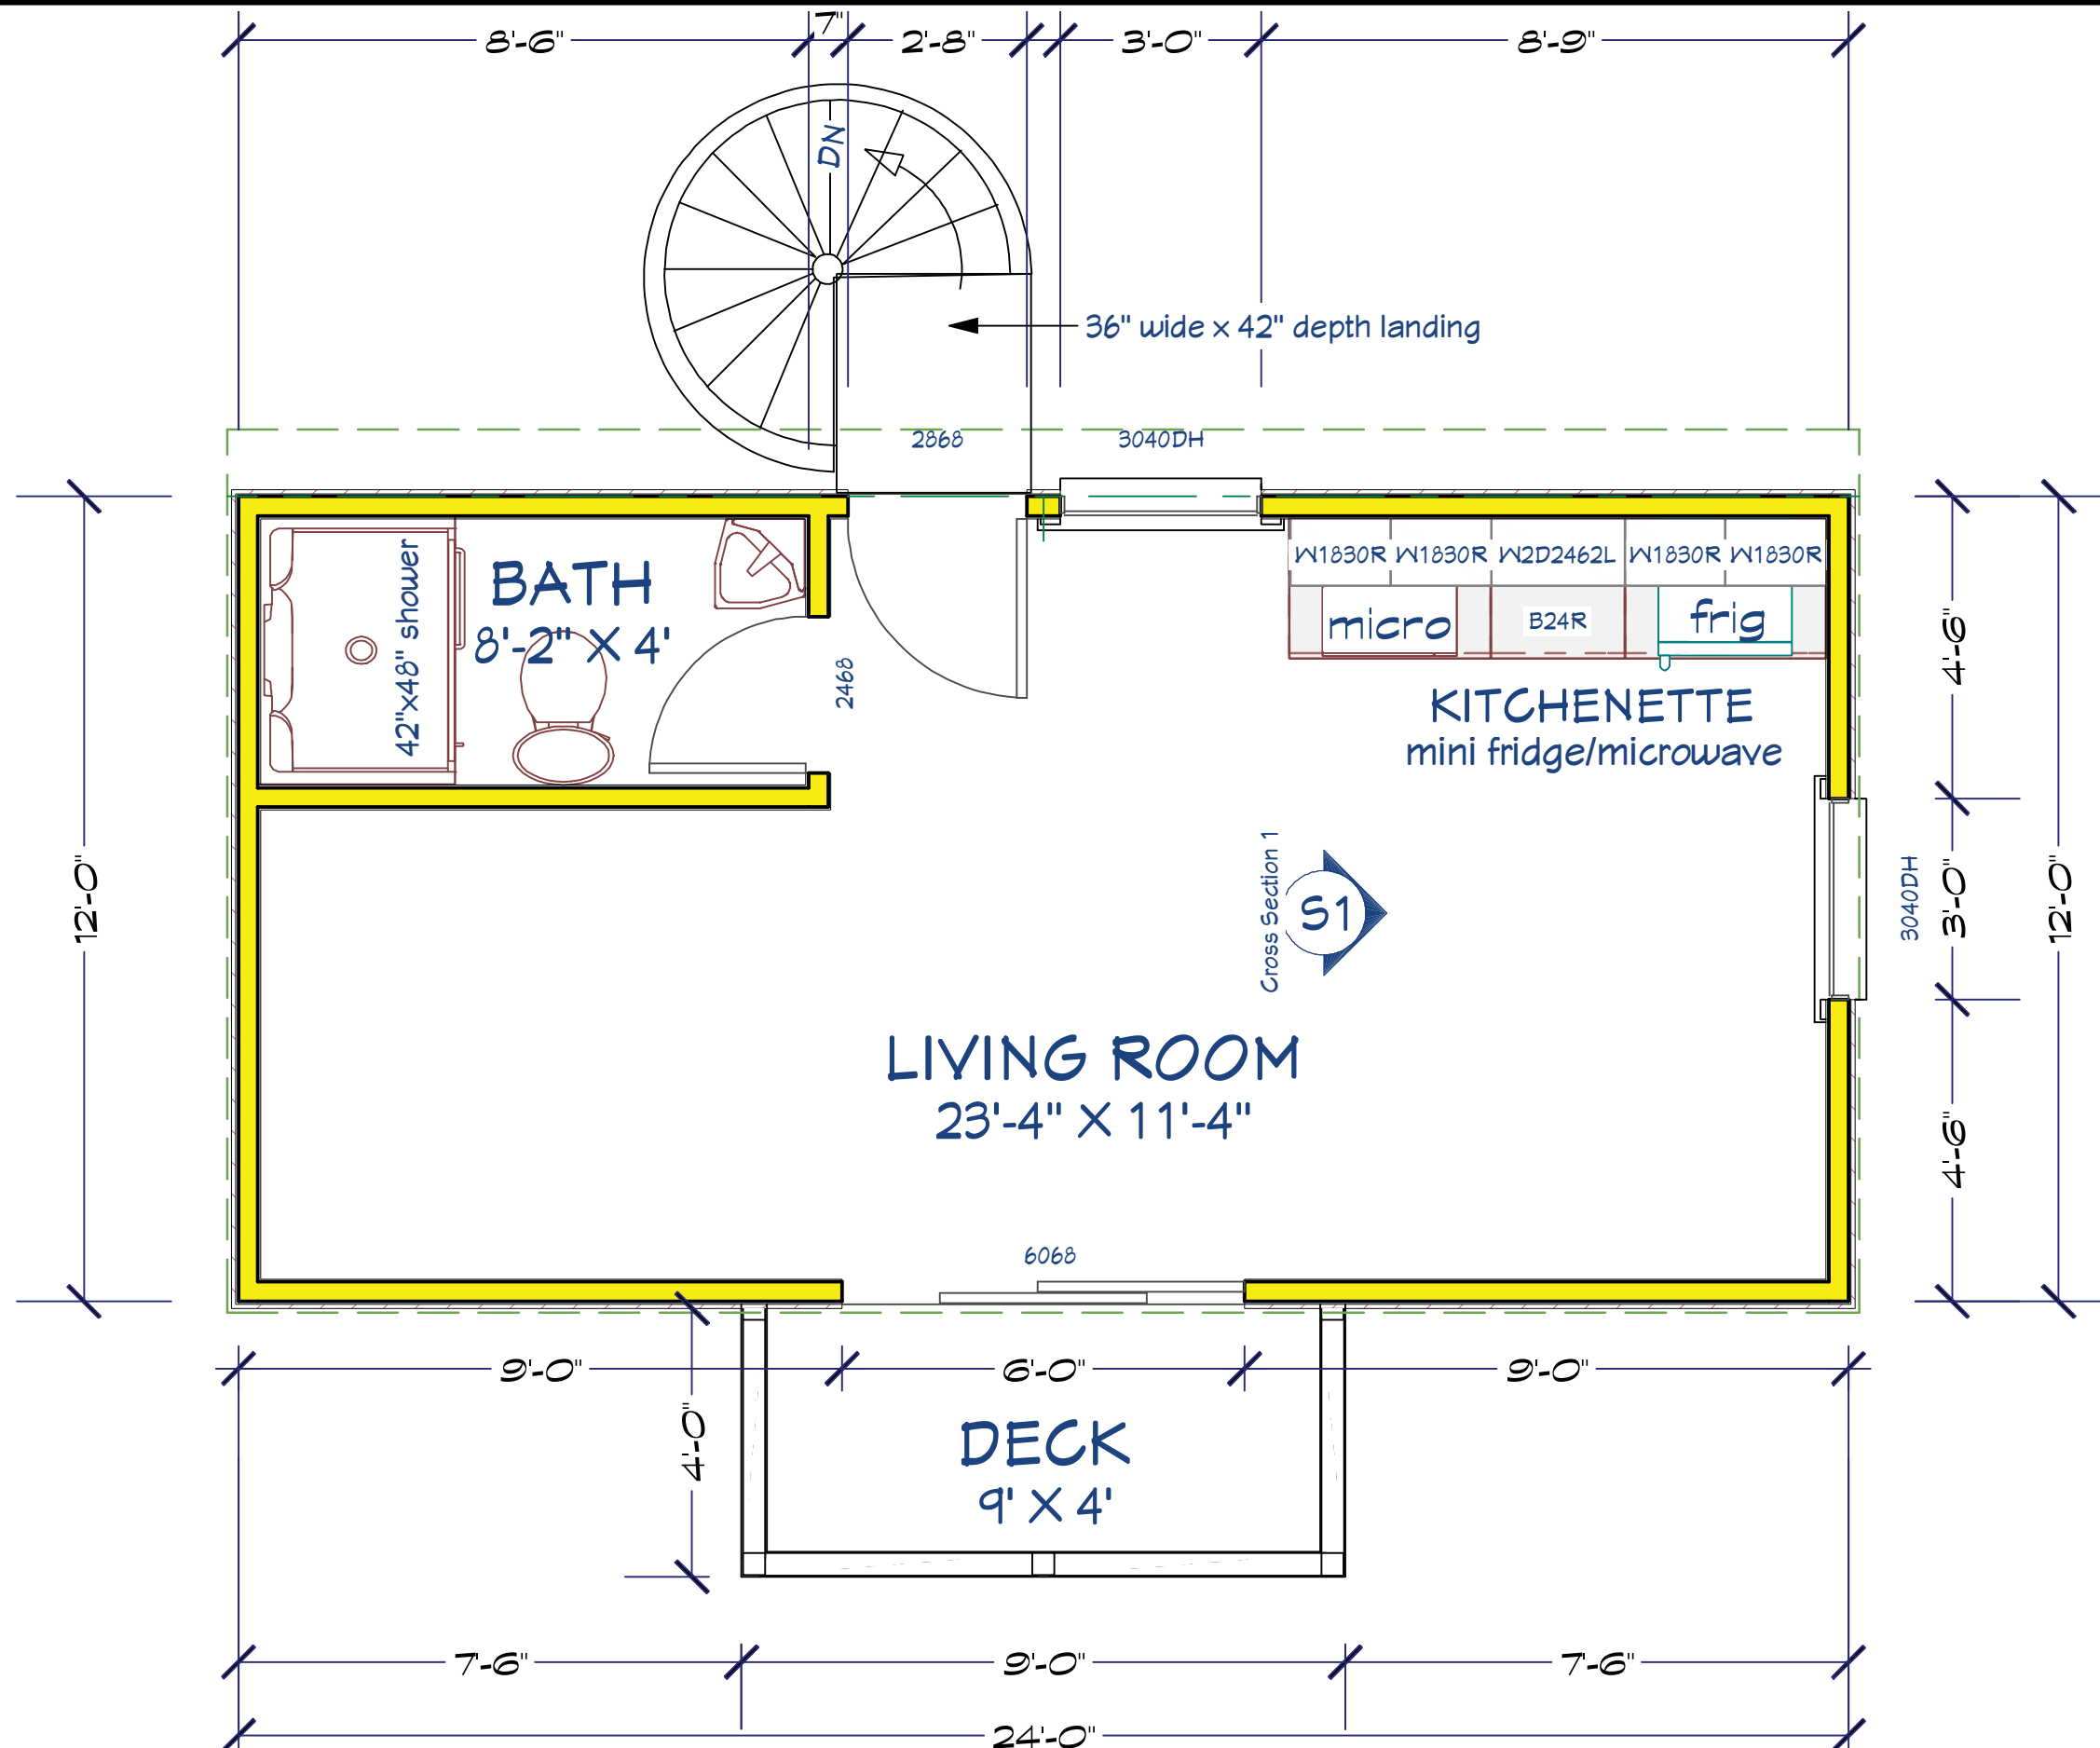 8'-6"
7"
2'-8"
3'-0"
8'-9"
DN
36" wide x 42" depth landing
2868
3040DH
W1830R
W1830R
W2D2462L
W1830R
W1830R
BATH
8'-2" X 4'
42"x48" shower
2468
micro
B24R
frig
KITCHENETTE
mini fridge/microwave
4'-6"
12'-0"
Cross Section 1
S1
3040DH
3'-0"
12'-0"
LIVING ROOM
23'-4" X 11'-4"
4'-6"
6068
9'-0"
6'-0"
9'-0"
4'-0"
DECK
9' X 4'
7'-6"
9'-0"
7'-6"
24'-0"